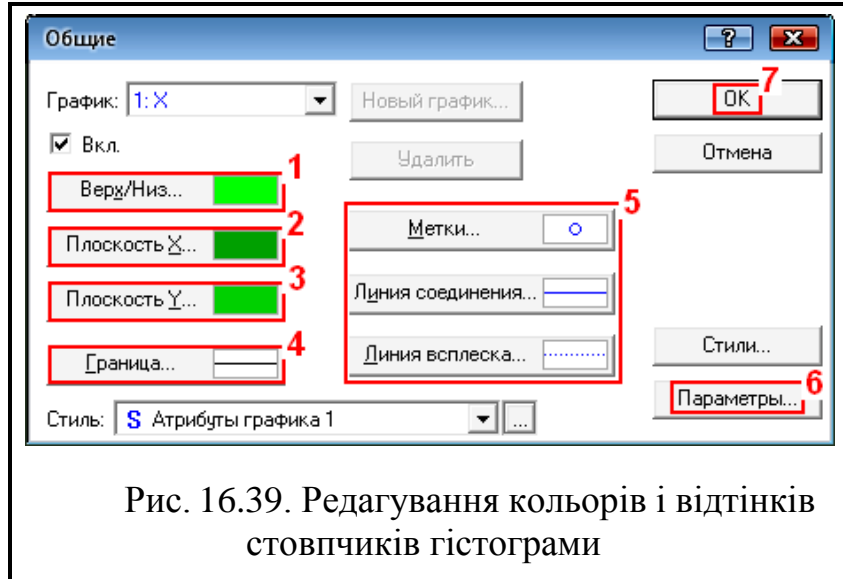 Общие
График: 1: X Новый график... OK 7
Вкл. Удалить Отмена
Верх/Низ... 1
Плоскость X... 2 Метки... 5
Плоскость Y... 3 Линия соединения...
Граница... 4 Линия всплеска... Стили...
Параметры... 6
Стиль: S Атрибуты графика 1 ...
Рис. 16.39. Редагування кольорів і відтінків
стовпчиків гістограми